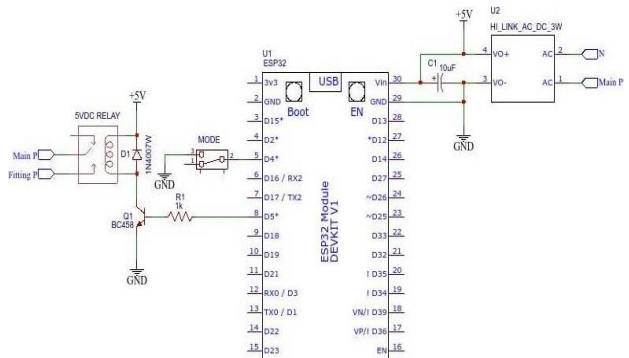 +5V
U2
HI_LINK_AC_DC_3W
4 VO+ AC 2 N
3 VO- AC 1 Main P
C1
10uF
+
GND
U1
ESP32
USB
Boot
EN
ESP32 Module
DEVKIT V1
1 3v3 Vin 30
2 GND GND 29
3 D15* D13 28
4 D2* *D12 27
5 D4* D14 26
6 D16 / RX2 D27 25
7 D17 / TX2 ~D26 24
8 D5* ~D25 23
9 D18 D33 22
10 D19 D32 21
11 D21 ! D35 20
12 RX0 / D3 ! D34 19
13 TX0 / D1 VN/! D39 18
14 D22 VP/! D36 17
15 D23 EN 16
+5V
5VDC RELAY
Main P
Fitting P
D1
1N4007W
MODE
3
1
2
GND
R1
1k
Q1
BC458
GND